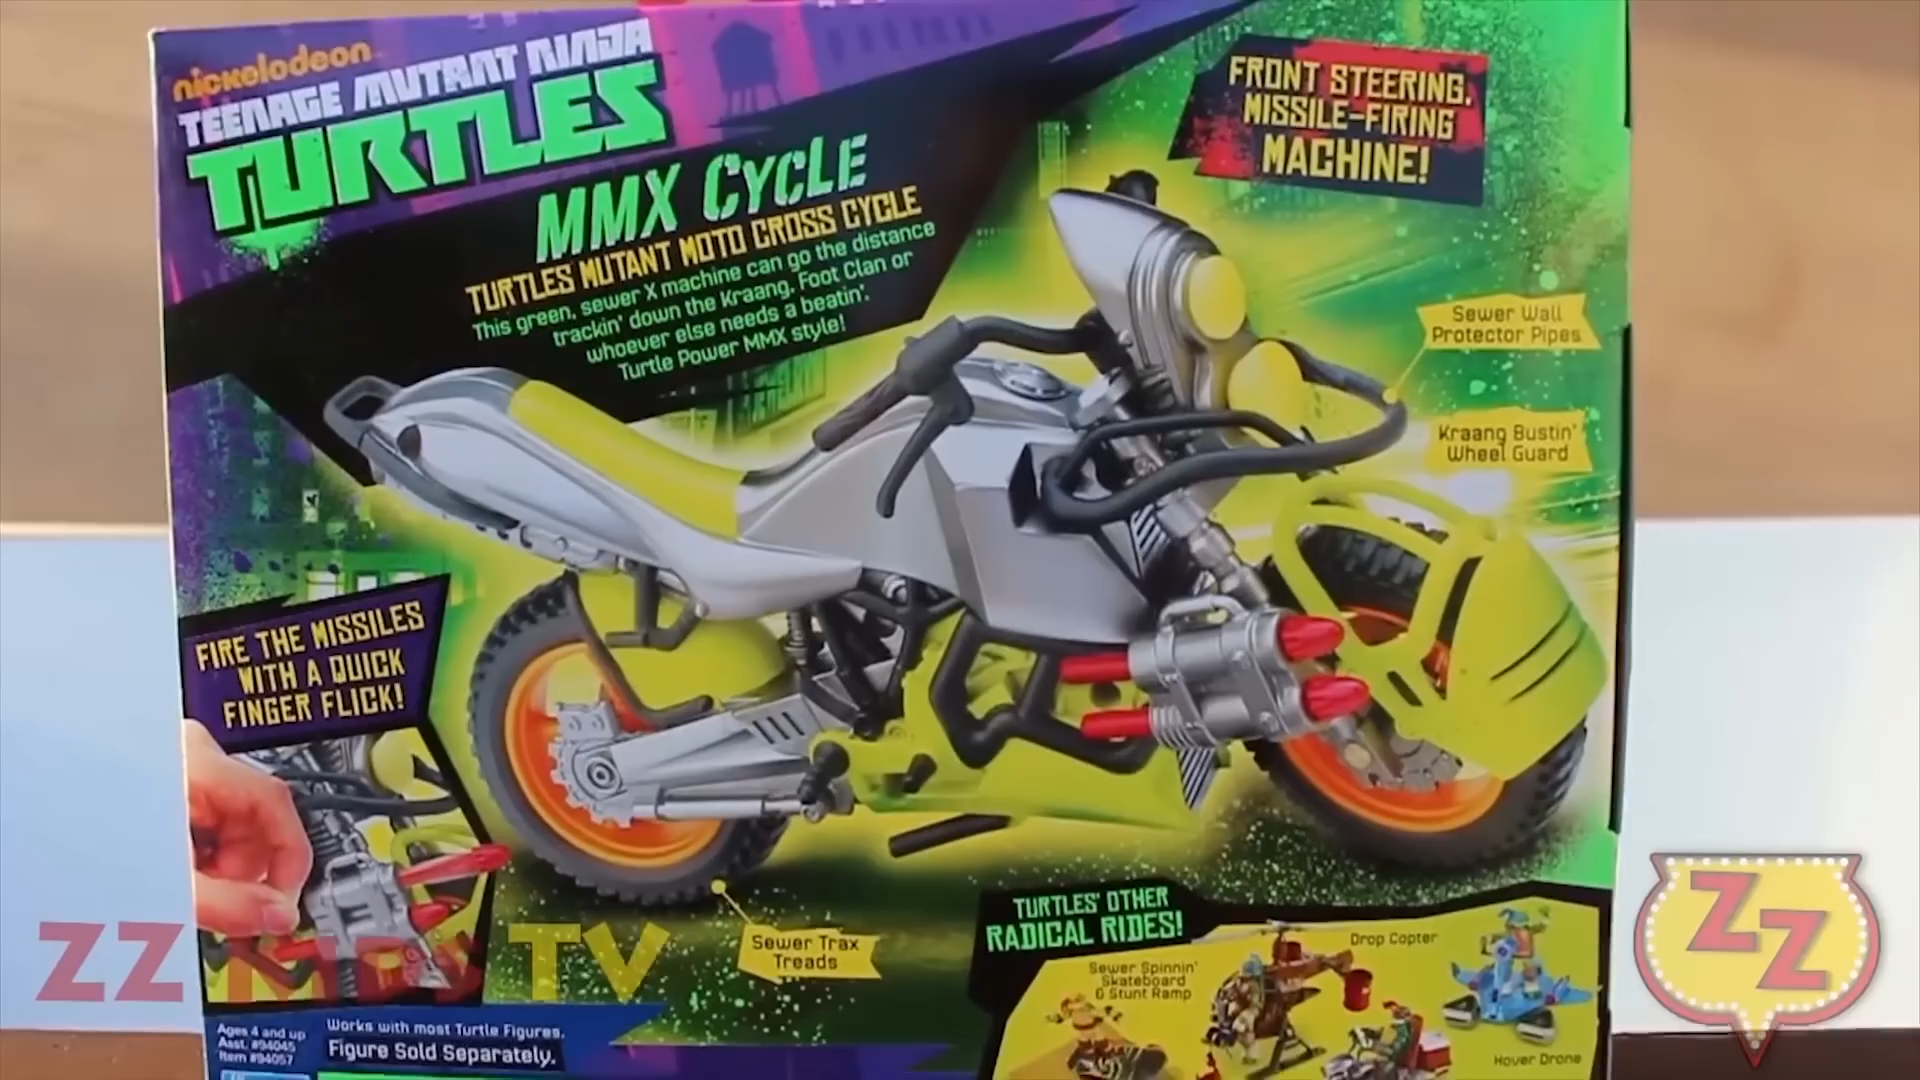 nickelodeon
TEENAGE MUTANT NINJA
TURTLES
MMX CYCLE
TURTLES MUTANT MOTO CROSS CYCLE
This green, sewer X machine can go the distance
trackin' down the Kraang, Foot Clan or
whoever else needs a beatin'.
Turtle Power MMX style!
FRONT STEERING,
MISSILE-FIRING
MACHINE!
Sewer Wall
Protector Pipes
Kraang Bustin'
Wheel Guard
FIRE THE MISSILES
WITH A QUICK
FINGER FLICK!
Sewer Trax
Treads
TURTLES' OTHER
RADICAL RIDES!
Drop Copter
Sewer Spinnin'
Skateboard
& Stunt Ramp
Hover Drone
ZZ TV
ZZ
Ages 4 and up
Asst. #94045
Item #94057
Works with most Turtle Figures.
Figure Sold Separately.